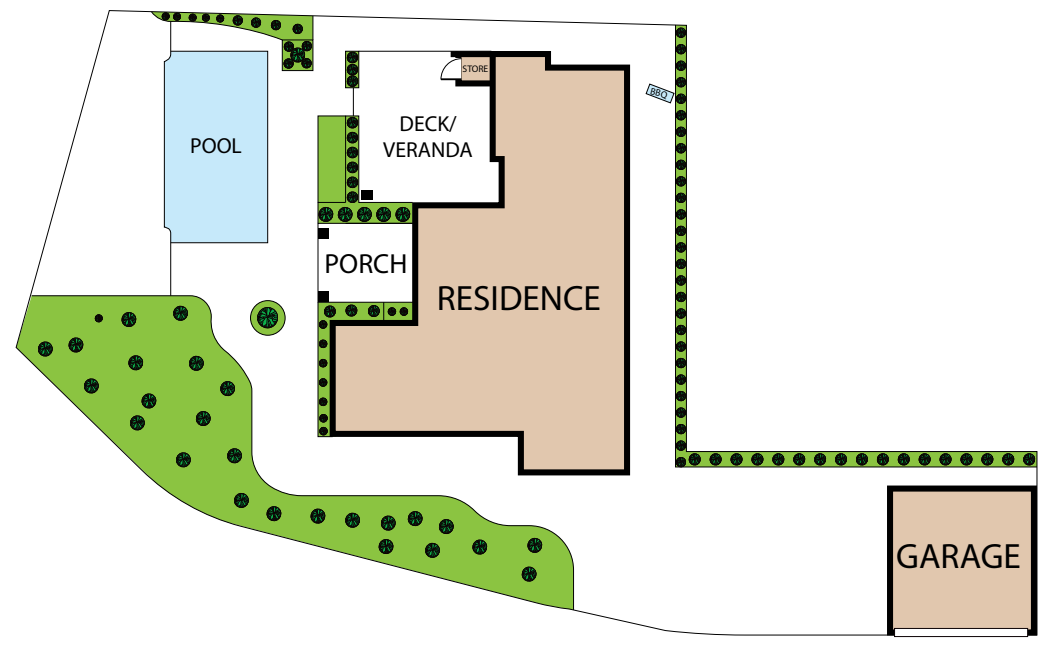 STORE
BBQ
DECK/
VERANDA
POOL
PORCH
RESIDENCE
GARAGE